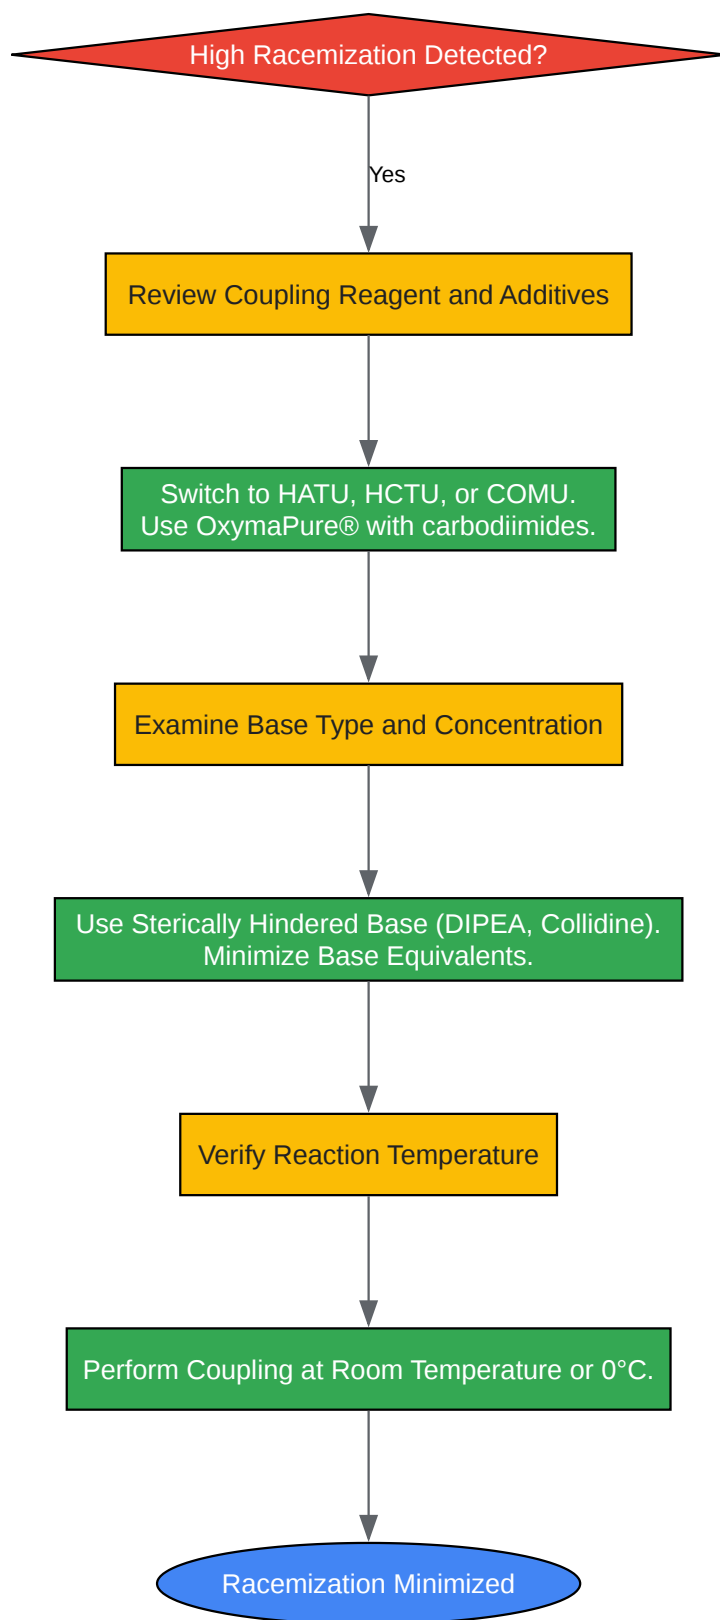 High Racemization Detected?
Yes
Review Coupling Reagent and Additives
Switch to HATU, HCTU, or COMU.
Use OxymaPure® with carbodiimides.
Examine Base Type and Concentration
Use Sterically Hindered Base (DIPEA, Collidine).
Minimize Base Equivalents.
Verify Reaction Temperature
Perform Coupling at Room Temperature or 0°C.
Racemization Minimized